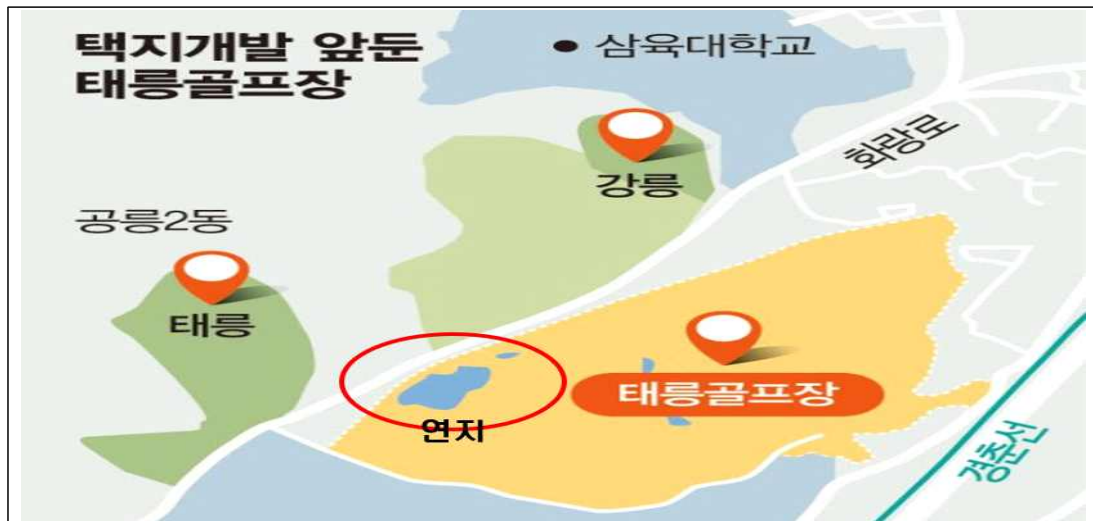 택지개발 앞둔
태릉골프장
삼육대학교
화랑로
강릉
공릉2동
태릉
태릉골프장
연지
경춘선